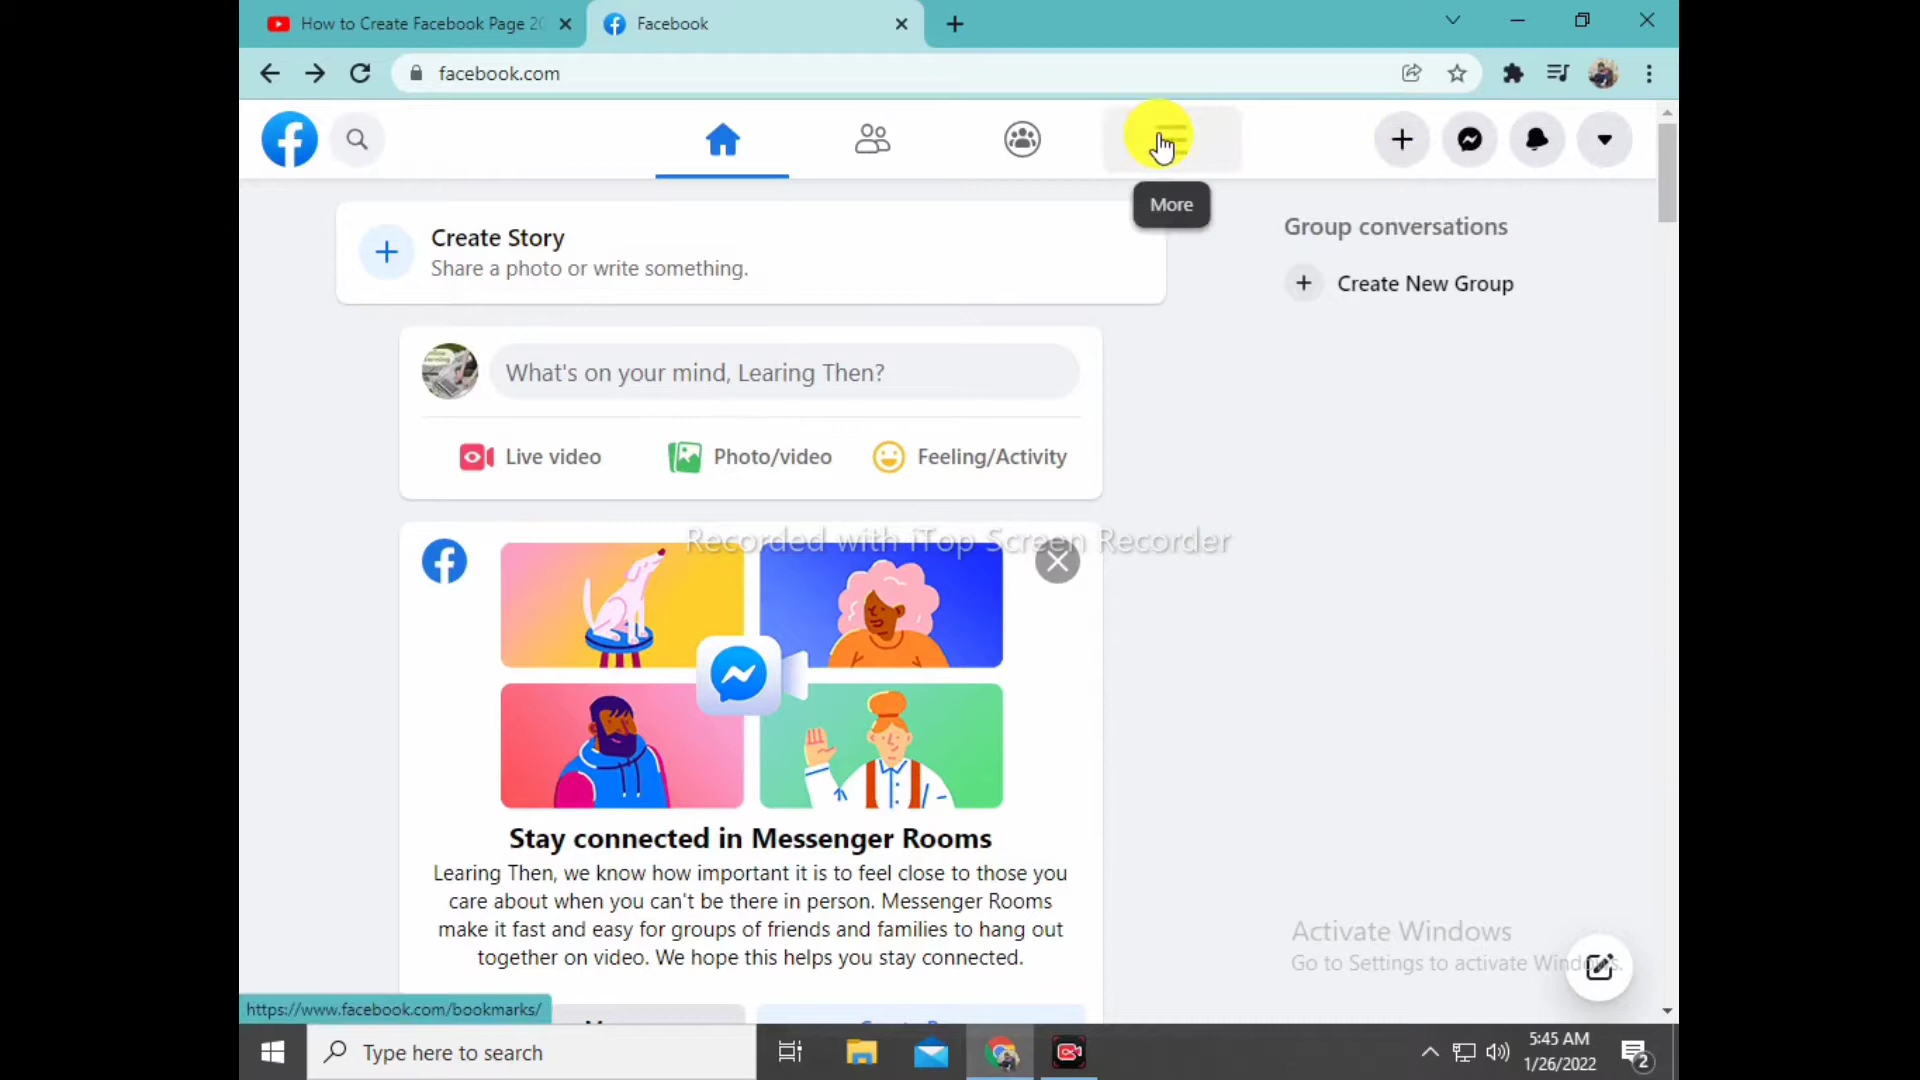 How to Create Facebook Page 20
Facebook
facebook.com
More
Create Story
Share a photo or write something.
Group conversations
Create New Group
What's on your mind, Learing Then?
Live video
Photo/video
Feeling/Activity
Recorded with iTop Screen Recorder
Stay connected in Messenger Rooms
Learing Then, we know how important it is to feel close to those you
care about when you can't be there in person. Messenger Rooms
make it fast and easy for groups of friends and families to hang out
together on video. We hope this helps you stay connected.
Activate Windows
Go to Settings to activate Windows.
https://www.facebook.com/bookmarks/
Type here to search
5:45 AM
1/26/2022
2